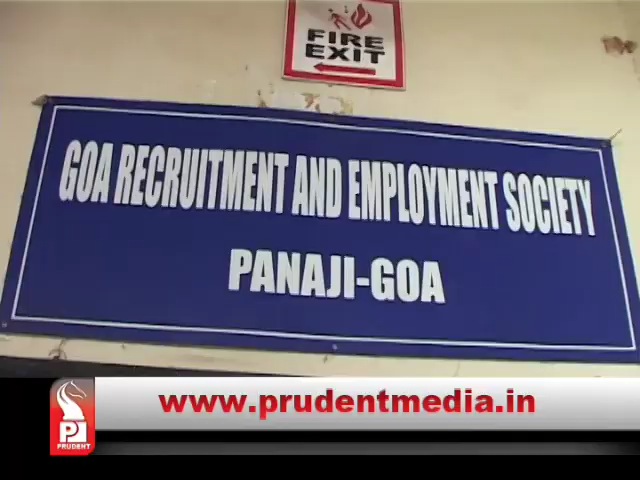 FIRE
EXIT
GOA RECRUITMENT AND EMPLOYMENT SOCIETY
PANAJI-GOA
www.prudentmedia.in
P
PRUDENT